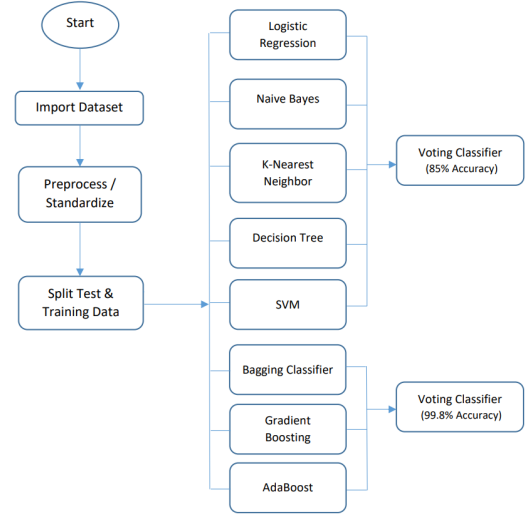 Start
Import Dataset
Preprocess /
Standardize
Split Test &
Training Data
Logistic
Regression
Naive Bayes
K-Nearest
Neighbor
Decision Tree
SVM
Bagging Classifier
Gradient
Boosting
AdaBoost
Voting Classifier
(85% Accuracy)
Voting Classifier
(99.8% Accuracy)